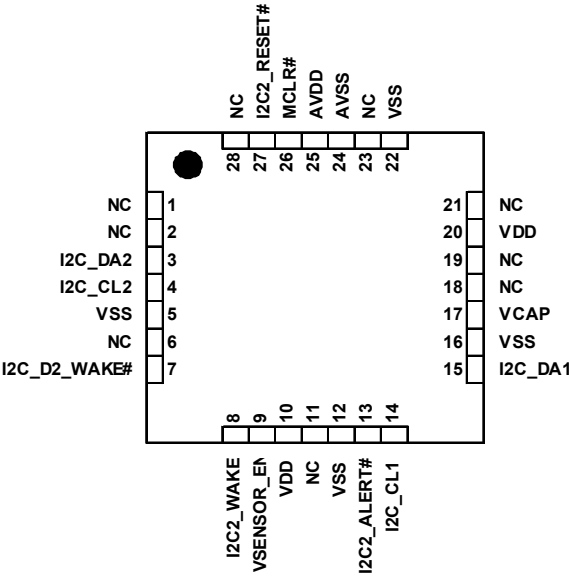 I2C2_RESET#
NC
MCLR#
AVDD
AVSS
NC
VSS
28
27
26
25
24
23
22
NC 1
NC 2
I2C_DA2 3
I2C_CL2 4
VSS 5
NC 6
I2C_D2_WAKE# 7
21 NC
20 VDD
19 NC
18 NC
17 VCAP
16 VSS
15 I2C_DA1
8
9
10
11
12
13
14
I2C2_WAKE
VSENSOR_EN
VDD
NC
VSS
I2C2_ALERT#
I2C_CL1